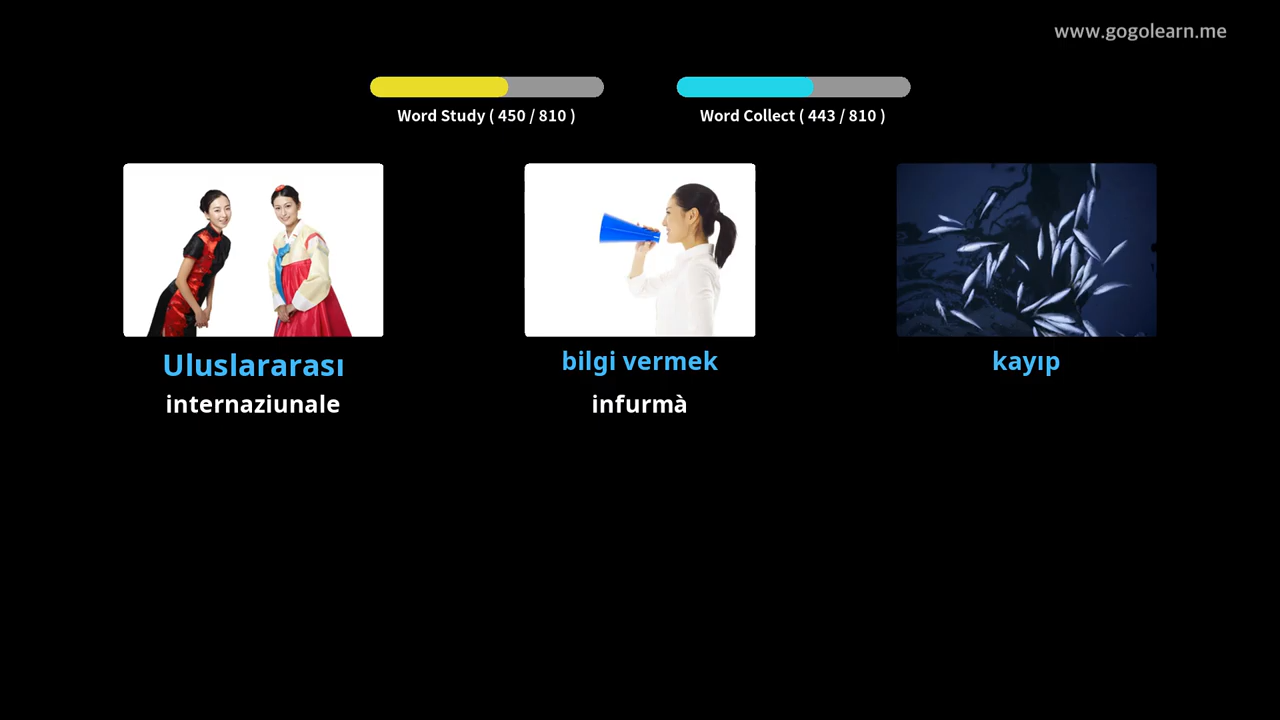 www.gogolearn.me
Word Study ( 450 / 810 )
Word Collect ( 443 / 810 )
Uluslararası
internaziunale
bilgi vermek
infurmà
kayıp